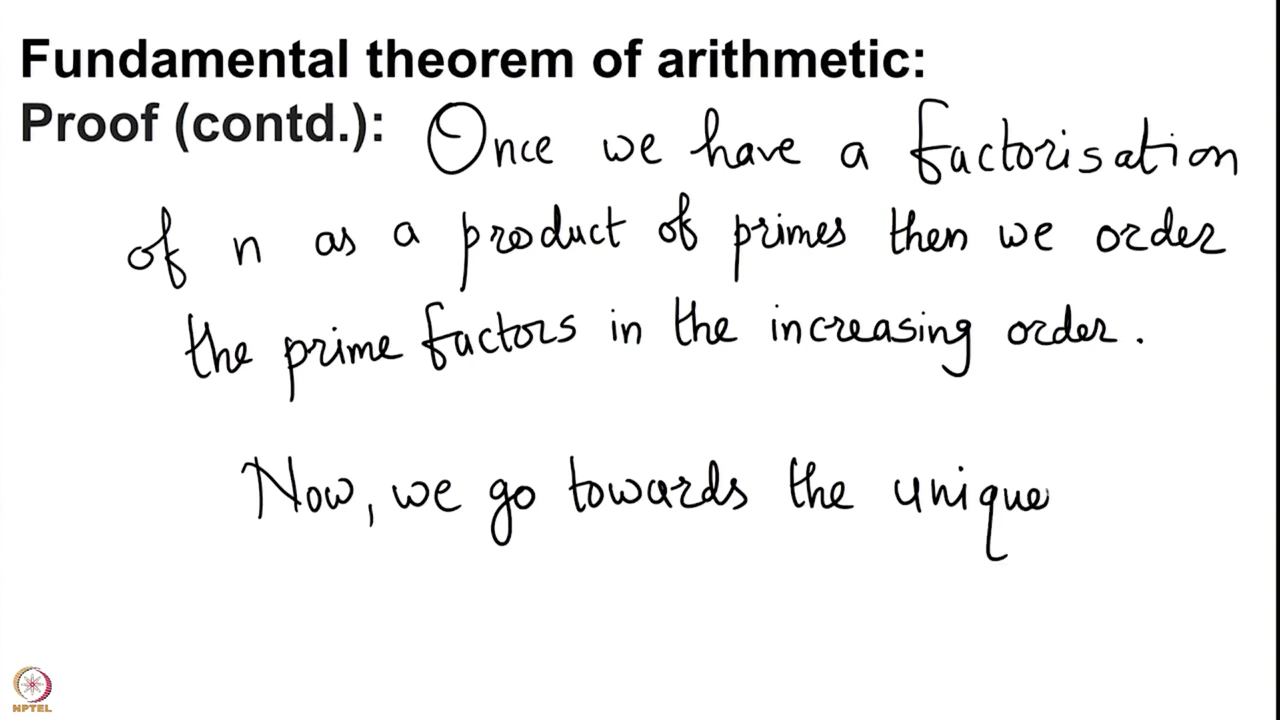 Fundamental theorem of arithmetic:
Proof (contd.): Once we have a factorisation
of n as a product of primes then we order
the prime factors in the increasing order.
Now, we go towards the unique
NPTEL